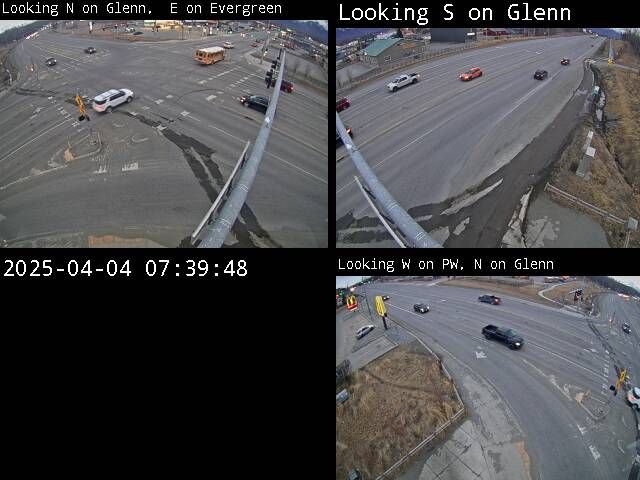 Looking N on Glenn,  E on Evergreen
Looking S on Glenn
2025-04-04 07:39:48
Looking W on PW, N on Glenn